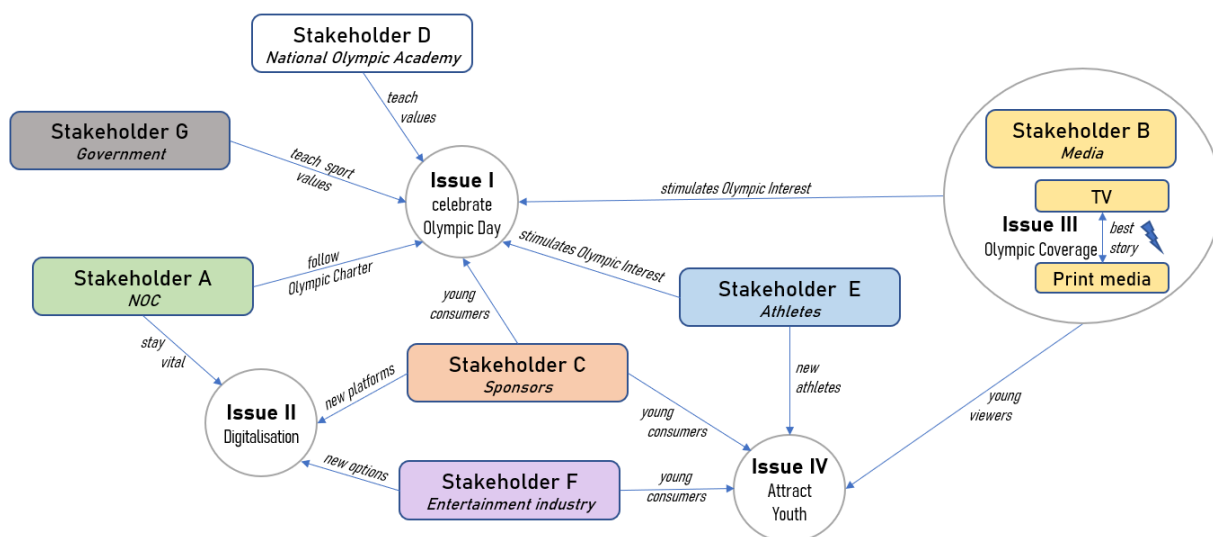 Stakeholder D
National Olympic Academy
teach
values
Stakeholder G
Government
teach sport
values
Issue I
celebrate
Olympic Day
stimulates Olympic Interest
Stakeholder B
Media
TV
Issue III
Olympic Coverage
best
story
Print media
Stakeholder A
NOC
follow
Olympic Charter
stimulates Olympic Interest
Stakeholder E
Athletes
young
consumers
stay
vital
Stakeholder C
Sponsors
new platforms
new
athletes
young
viewers
Issue II
Digitalisation
young
consumers
new options
Stakeholder F
Entertainment industry
young
consumers
Issue IV
Attract
Youth